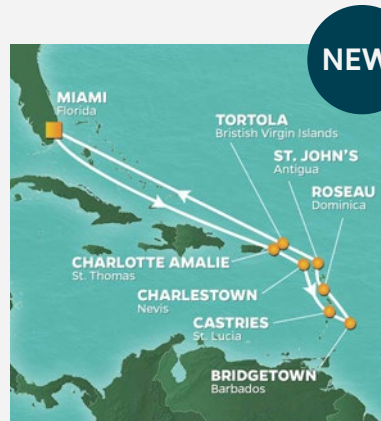 NEW
MIAMI
Florida
TORTOLA
Bristish Virgin Islands
ST. JOHN'S
Antigua
ROSEAU
Dominica
CHARLOTTE AMALIE
St. Thomas
CHARLESTOWN
Nevis
CASTRIES
St. Lucia
BRIDGETOWN
Barbados